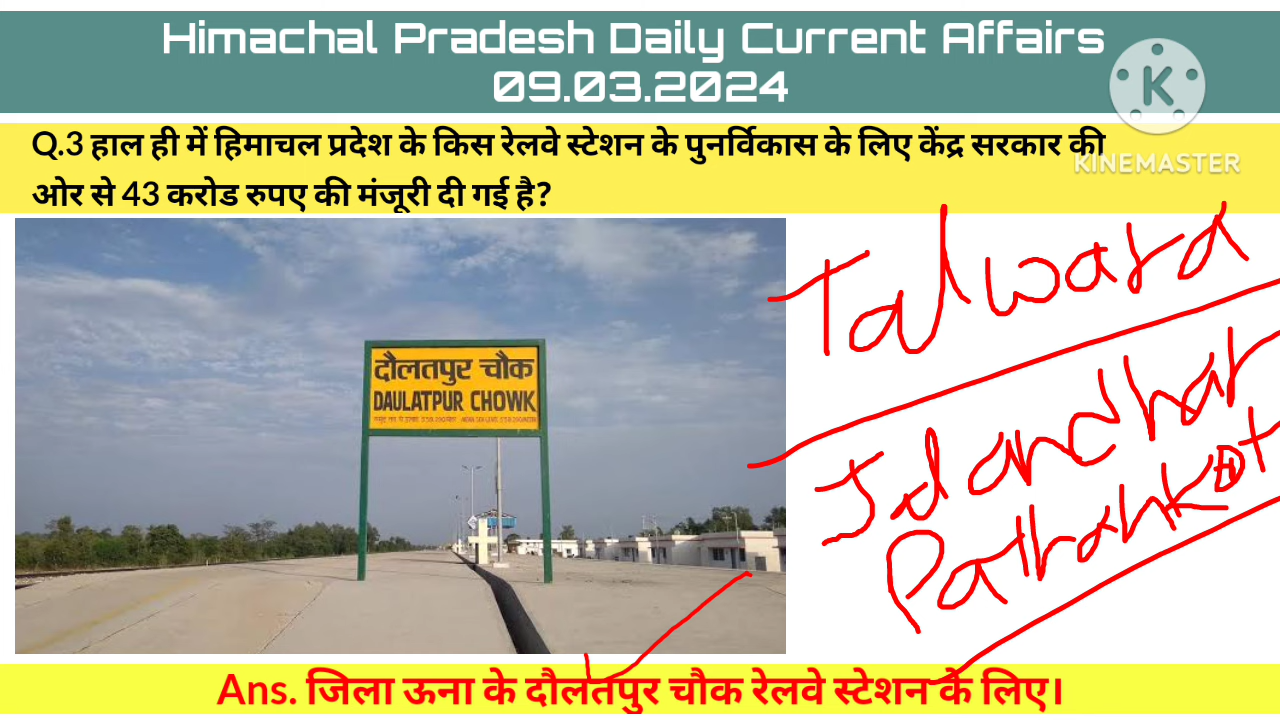 Himachal Pradesh Daily Current Affairs
09.03.2024
K
KINEMASTER
Q.3 हाल ही में हिमाचल प्रदेश के किस रेलवे स्टेशन के पुनर्विकास के लिए केंद्र सरकार की
ओर से 43 करोड रुपए की मंजूरी दी गई है?
दौलतपुर चौक
DAULATPUR CHOWK
Talwara
Jalandhar
Pathankot
Ans. जिला ऊना के दौलतपुर चौक रेलवे स्टेशन के लिए।